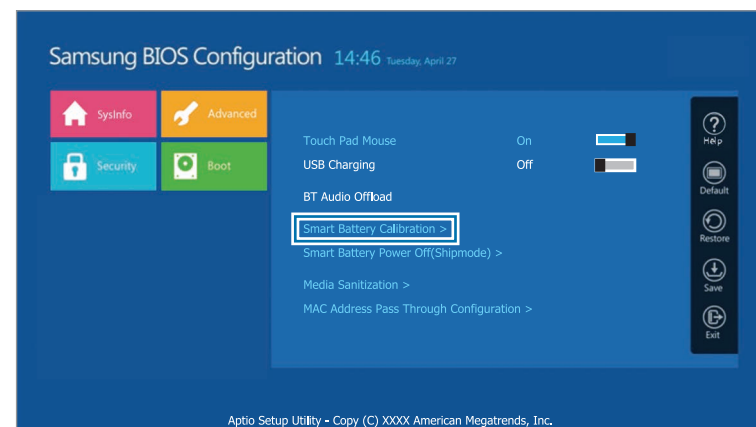 Samsung BIOS Configuration 14:46 Tuesday, April 27
SysInfo
Advanced
Security
Boot
Touch Pad Mouse On
USB Charging Off
BT Audio Offload
Smart Battery Calibration >
Smart Battery Power Off(Shipmode) >
Media Sanitization >
MAC Address Pass Through Configuration >
Help
Default
Restore
Save
Exit
Aptio Setup Utility - Copy (C) XXXX American Megatrends, Inc.